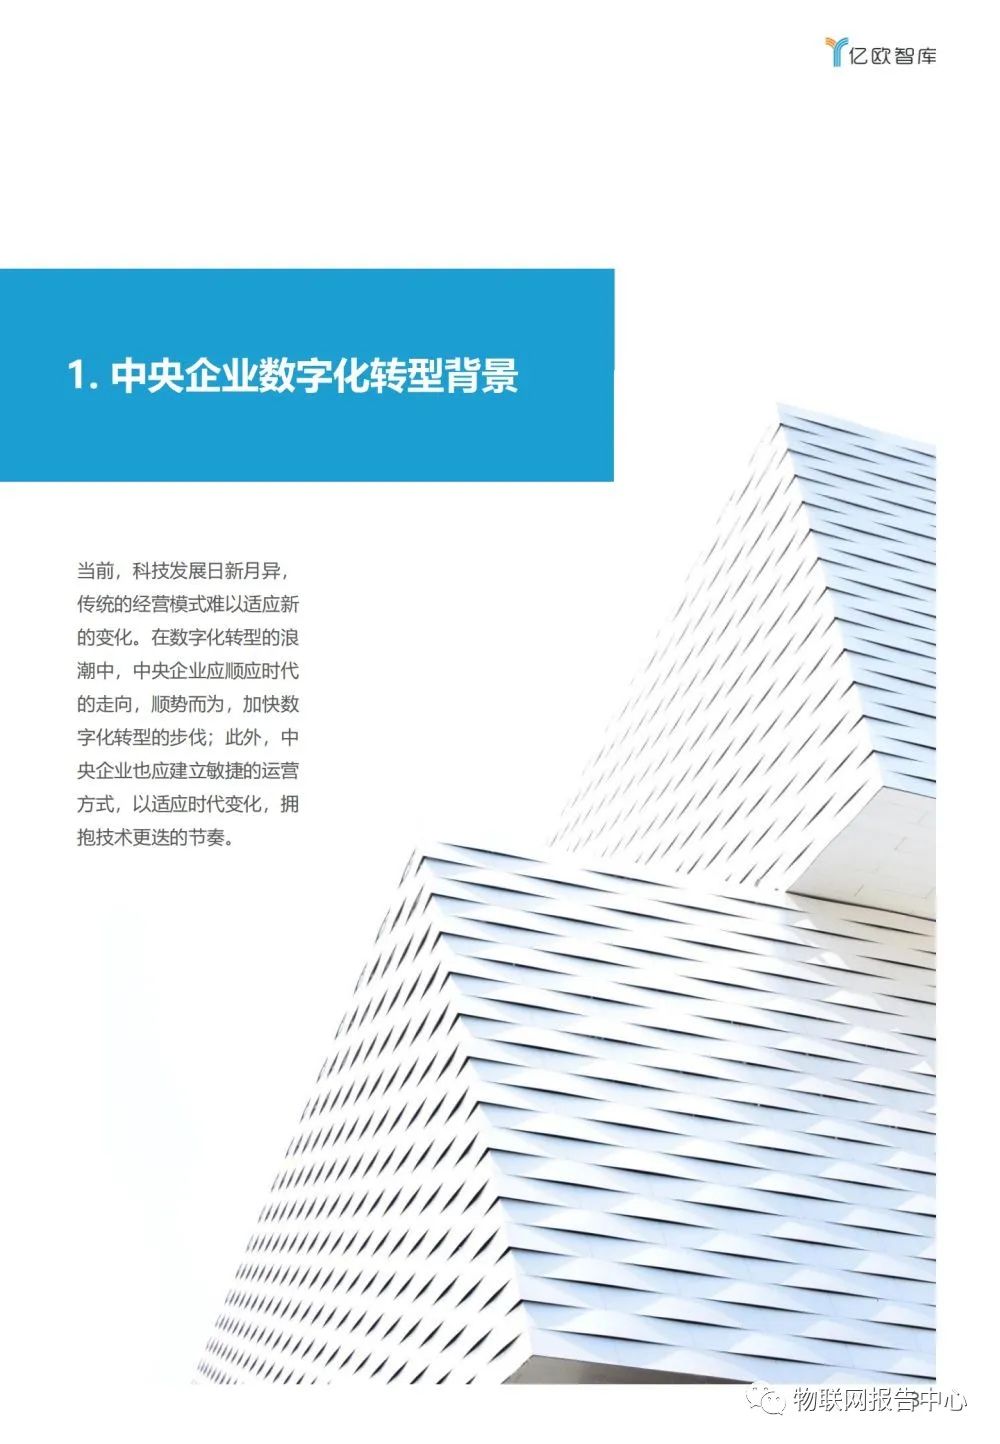 亿欧智库
1. 中央企业数字化转型背景
当前，科技发展日新月异，
传统的经营模式难以适应新
的变化。在数字化转型的浪
潮中，中央企业应顺应时代
的走向，顺势而为，加快数
字化转型的步伐；此外，中
央企业也应建立敏捷的运营
方式，以适应时代变化，拥
抱技术更迭的节奏。
物联网报告中心
3